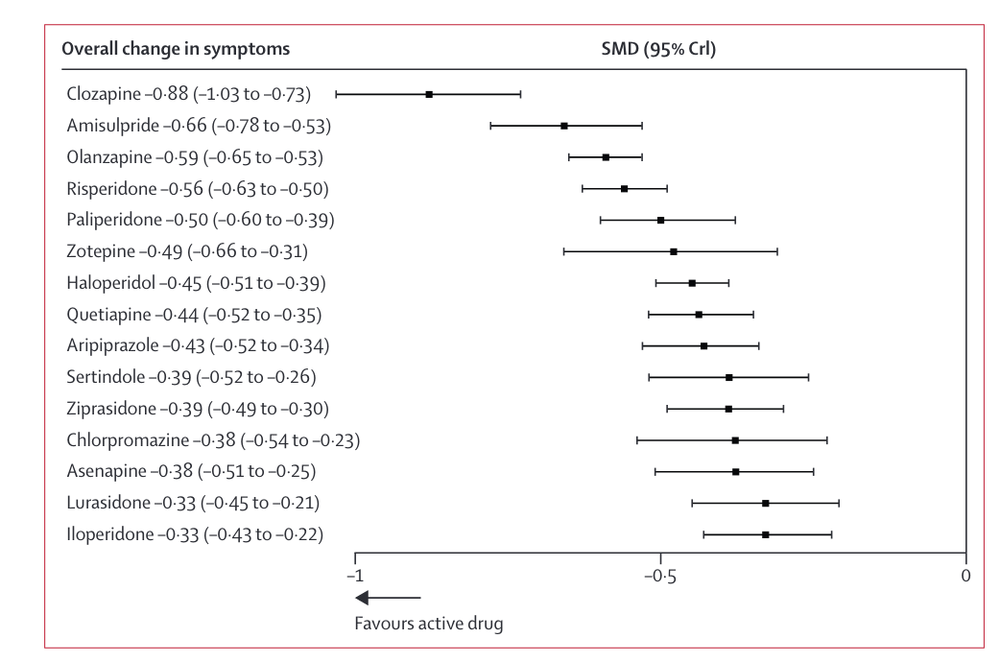 Overall change in symptoms SMD (95% Crl)
Clozapine –0·88 (–1·03 to –0·73)
Amisulpride –0·66 (–0·78 to –0·53)
Olanzapine –0·59 (–0·65 to –0·53)
Risperidone –0·56 (–0·63 to –0·50)
Paliperidone –0·50 (–0·60 to –0·39)
Zotepine –0·49 (–0·66 to –0·31)
Haloperidol –0·45 (–0·51 to –0·39)
Quetiapine –0·44 (–0·52 to –0·35)
Aripiprazole –0·43 (–0·52 to –0·34)
Sertindole –0·39 (–0·52 to –0·26)
Ziprasidone –0·39 (–0·49 to –0·30)
Chlorpromazine –0·38 (–0·54 to –0·23)
Asenapine –0·38 (–0·51 to –0·25)
Lurasidone –0·33 (–0·45 to –0·21)
Iloperidone –0·33 (–0·43 to –0·22)
–1 –0·5 0
Favours active drug